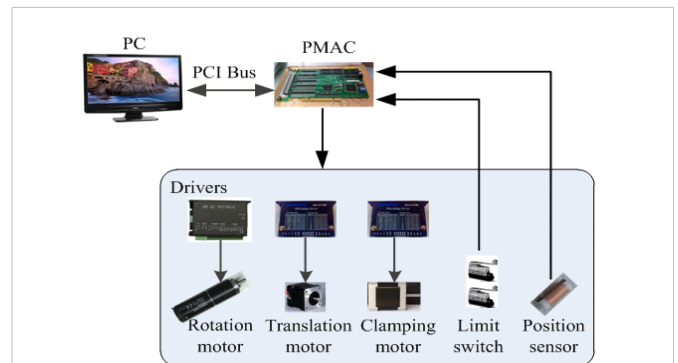 PC
PMAC
PCI Bus
Drivers
Rotation
motor
Translation
motor
Clamping
motor
Limit
switch
Position
sensor